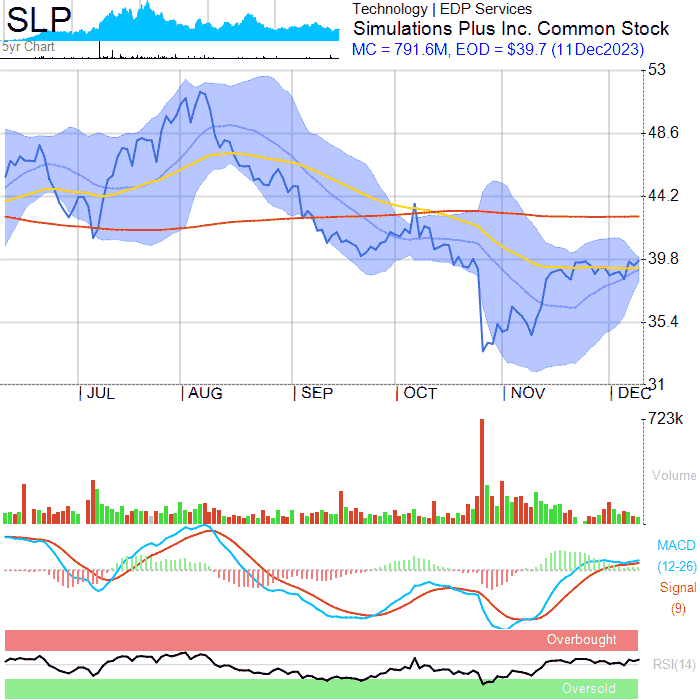 SLP
5yr Chart
Technology | EDP Services
Simulations Plus Inc. Common Stock
MC = 791.6M, EOD = $39.7 (11Dec2023)
53
48.6
44.2
39.8
35.4
31
| JUL | AUG | SEP | OCT | NOV | DEC
723k
Volume
MACD
(12-26)
Signal
(9)
Overbought
RSI(14)
Oversold